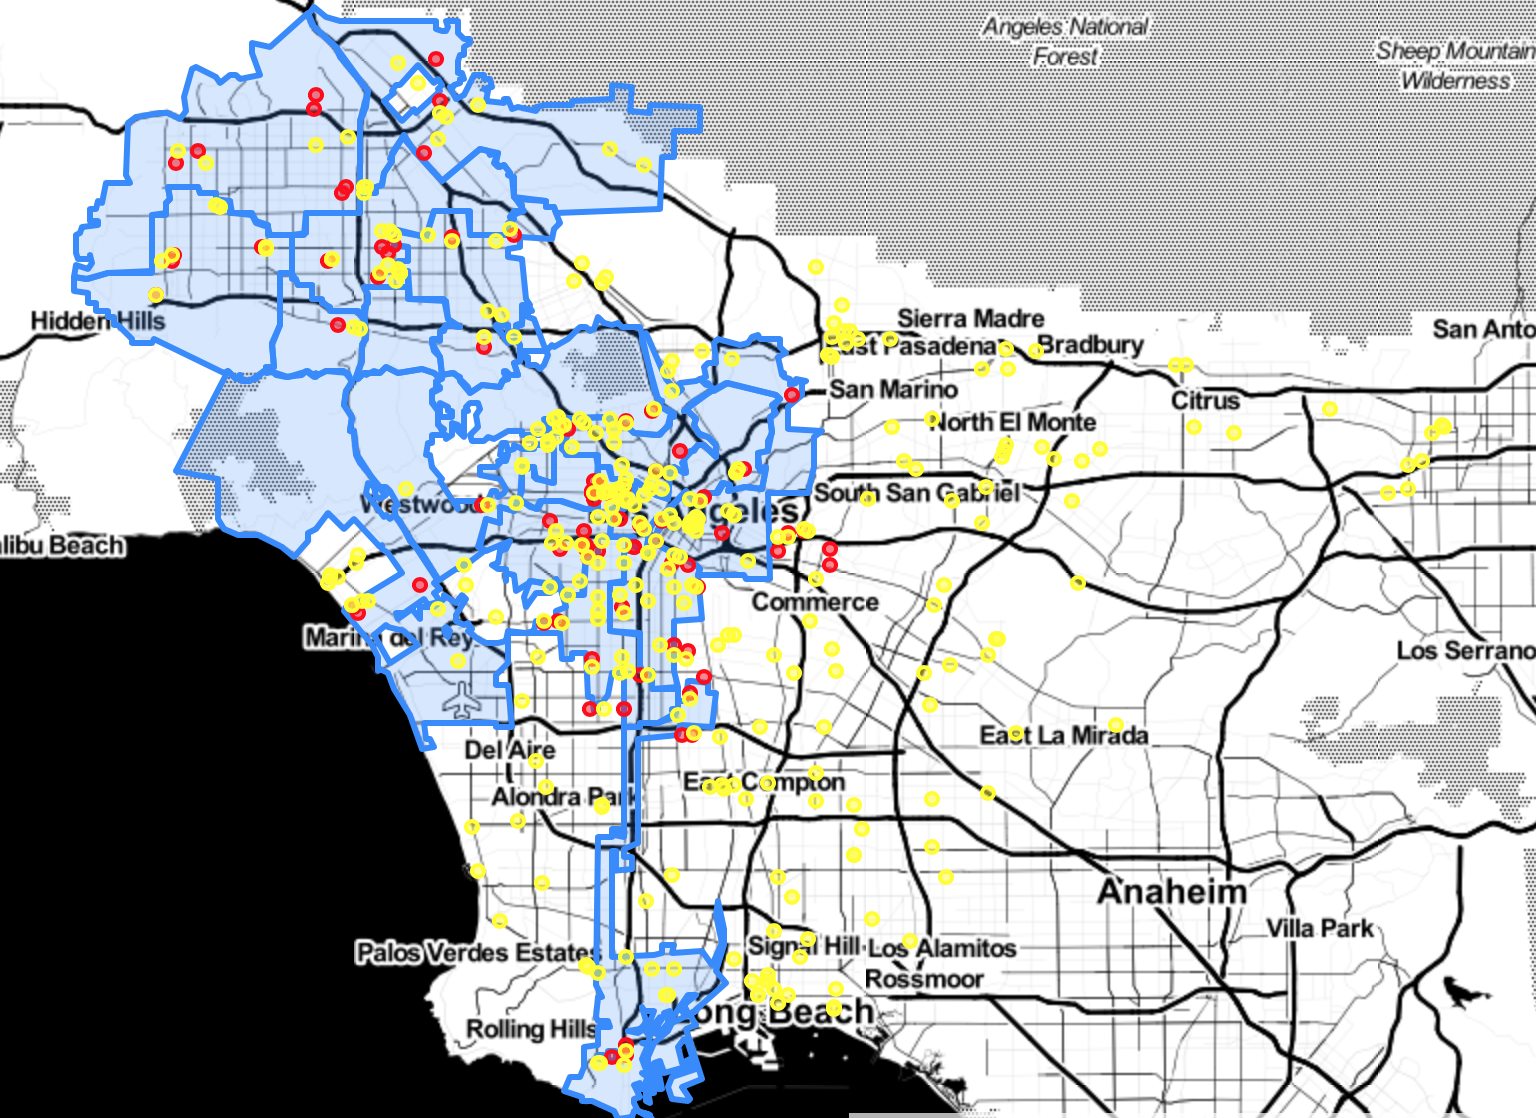 Angeles National
Forest
Sheep Mountain
Wilderness
Hidden Hills
Sierra Madre
San Anto
East Pasadena
Bradbury
San Marino
Citrus
North El Monte
Westwood
South San Gabriel
Los Angeles
alibu Beach
Commerce
Marina del Rey
Los Serrano
Del Aire
East La Mirada
East Compton
Alondra Park
Anaheim
Villa Park
Palos Verdes Estates
Signal Hill
Los Alamitos
Rossmoor
Rolling Hills
Long Beach